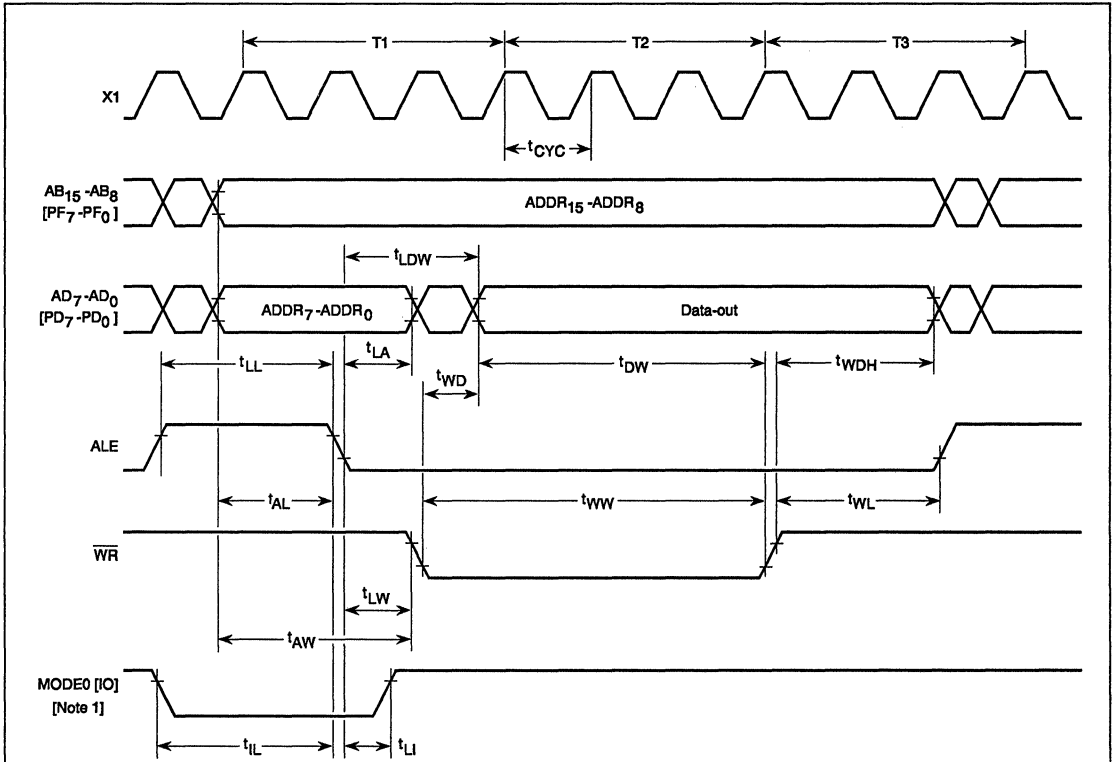 T1 T2 T3
X1
tCYC
AB15 -AB8
[PF7 -PF0 ]
ADDR15 -ADDR8
tLDW
AD7 -AD0
[PD7 -PD0 ]
ADDR7 -ADDR0
Data-out
tLL
tLA
tWD
tDW
tWDH
ALE
tAL
tWW
tWL
WR
tLW
tAW
MODE0 [IO]
[Note 1]
tIL
tLI